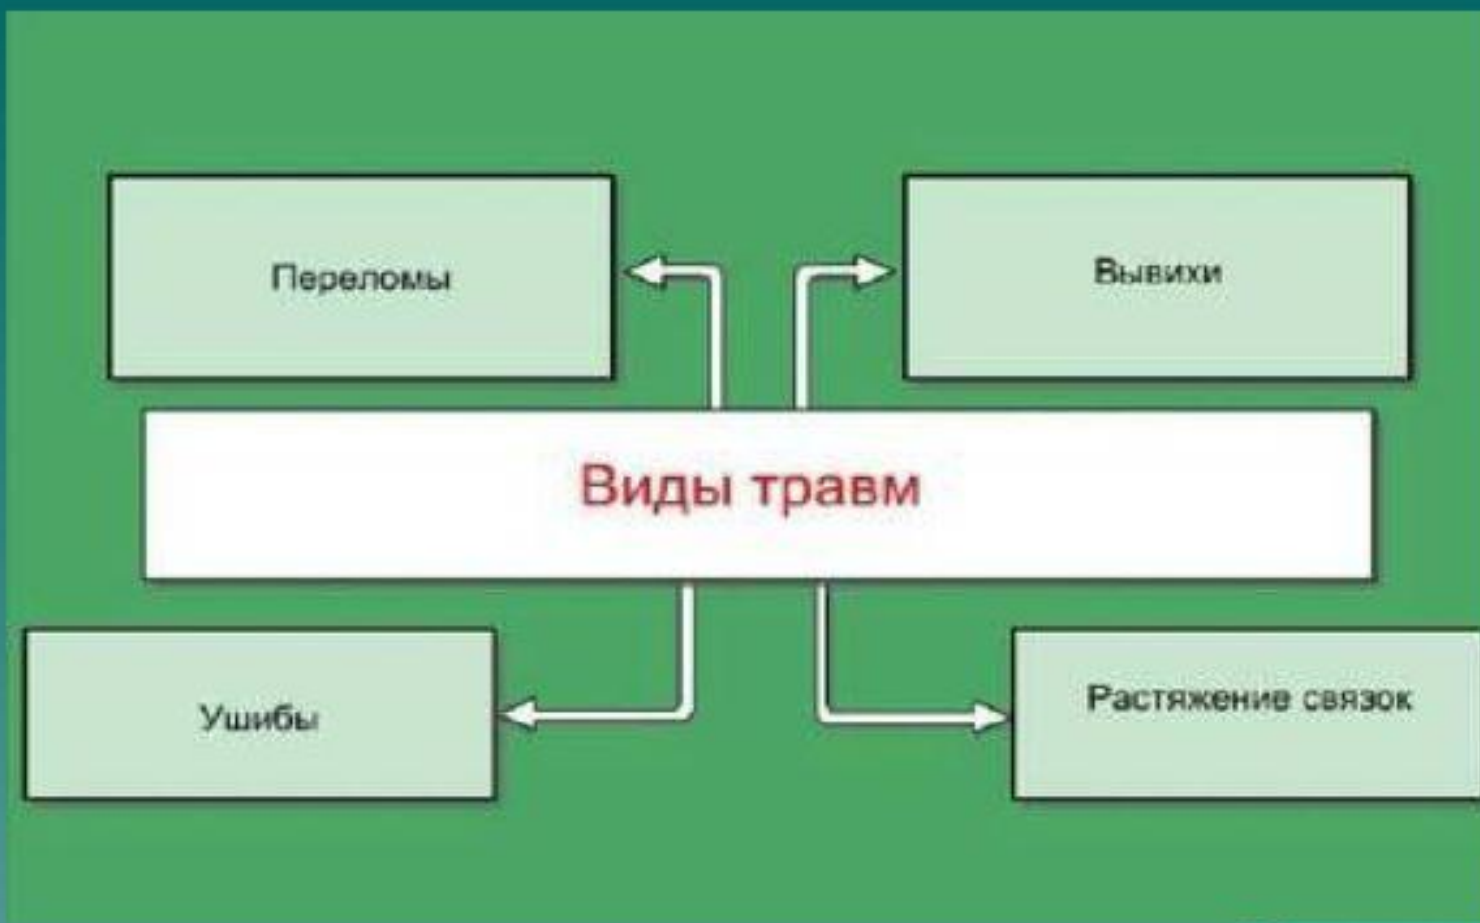 Переломы
Вывихи
Виды травм
Ушибы
Растяжение связок